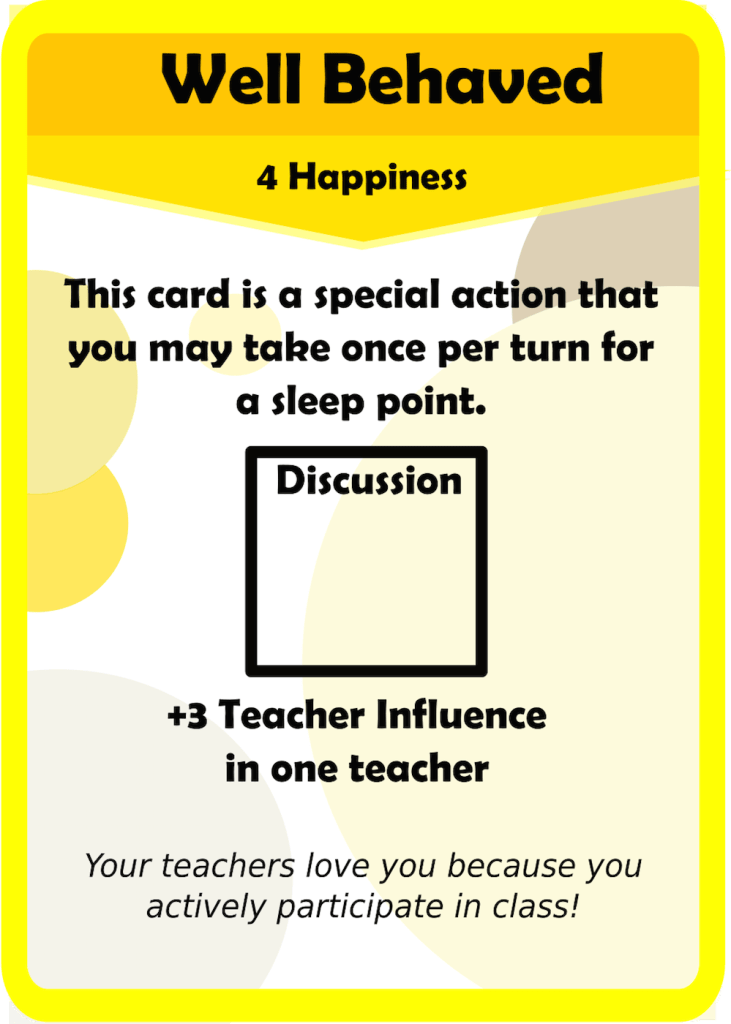 Well Behaved
4 Happiness
This card is a special action that
you may take once per turn for
a sleep point.
Discussion
+3 Teacher Influence
in one teacher
Your teachers love you because you
actively participate in class!